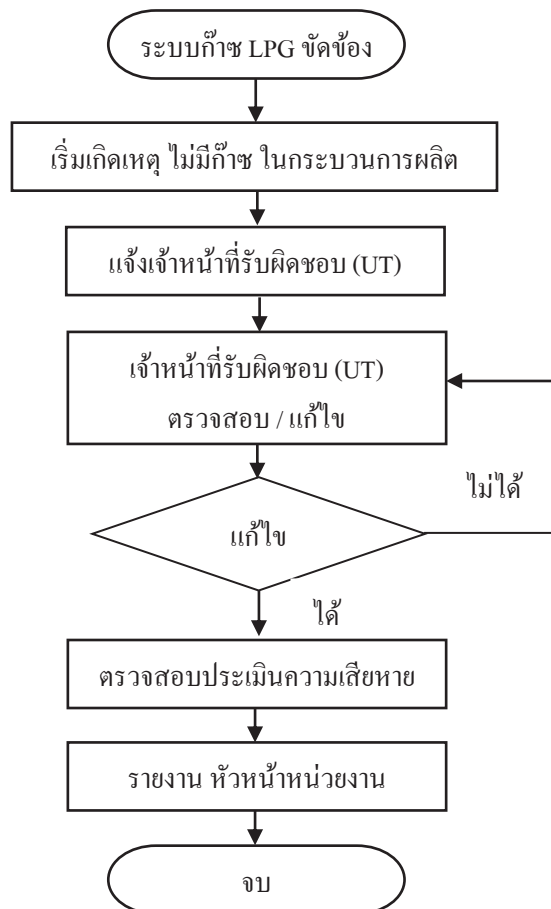 ระบบก๊าซ LPG ขัดข้อง
เริ่มเกิดเหตุ ไม่มีก๊าซ ในกระบวนการผลิต
แจ้งเจ้าหน้าที่รับผิดชอบ (UT)
เจ้าหน้าที่รับผิดชอบ (UT)
ตรวจสอบ / แก้ไข
ไม่ได้
แก้ไข
ได้
ตรวจสอบประเมินความเสียหาย
รายงาน หัวหน้าหน่วยงาน
จบ